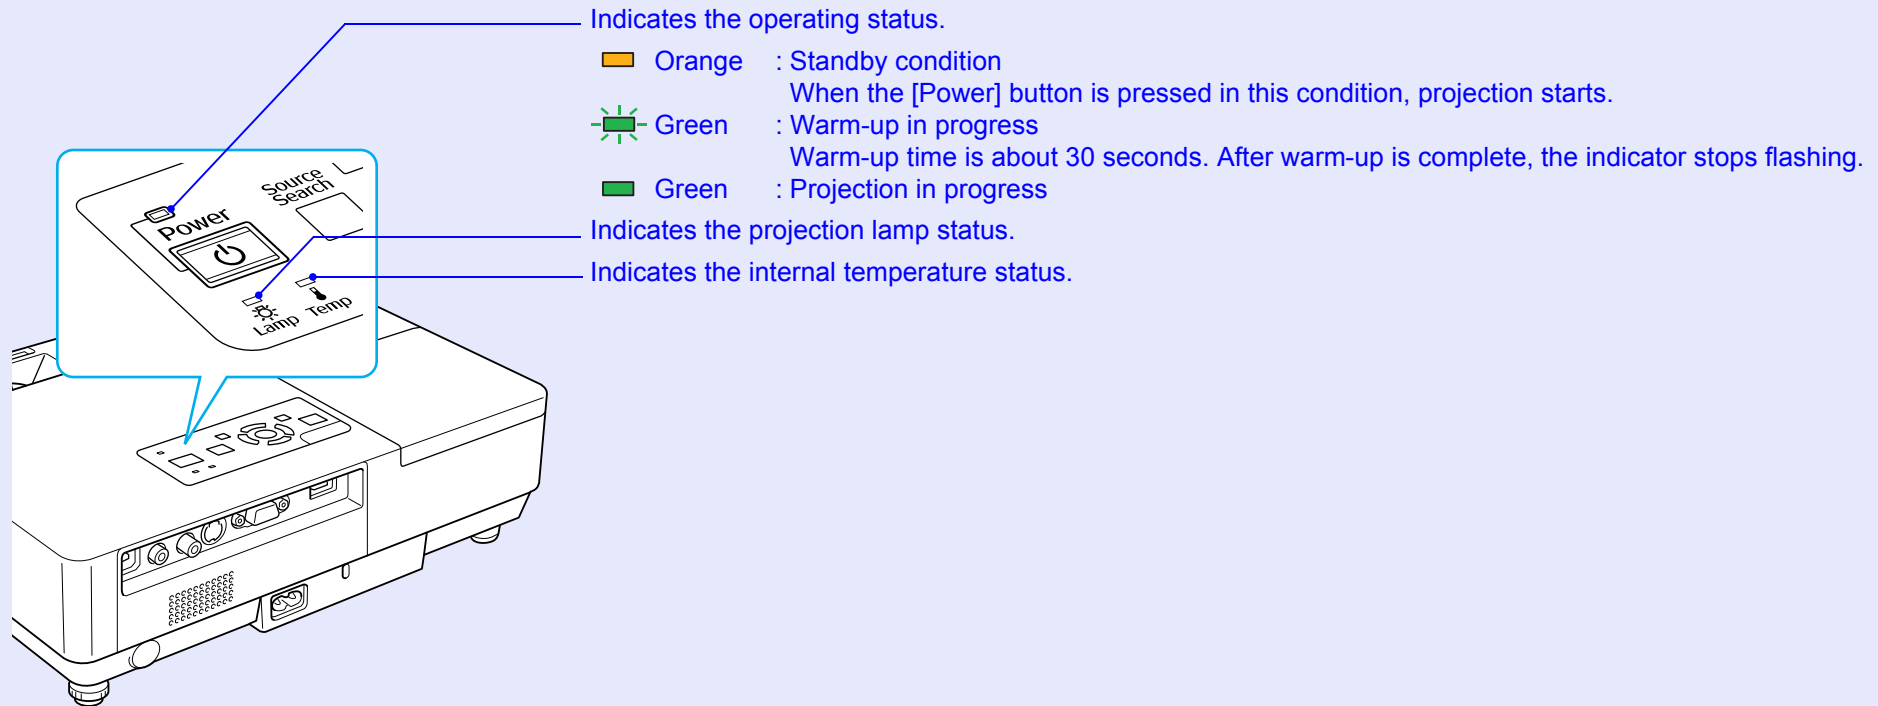 Indicates the operating status.
Orange : Standby condition
When the [Power] button is pressed in this condition, projection starts.
Green : Warm-up in progress
Warm-up time is about 30 seconds. After warm-up is complete, the indicator stops flashing.
Green : Projection in progress
Indicates the projection lamp status.
Indicates the internal temperature status.
Source
Search
Power
Lamp Temp